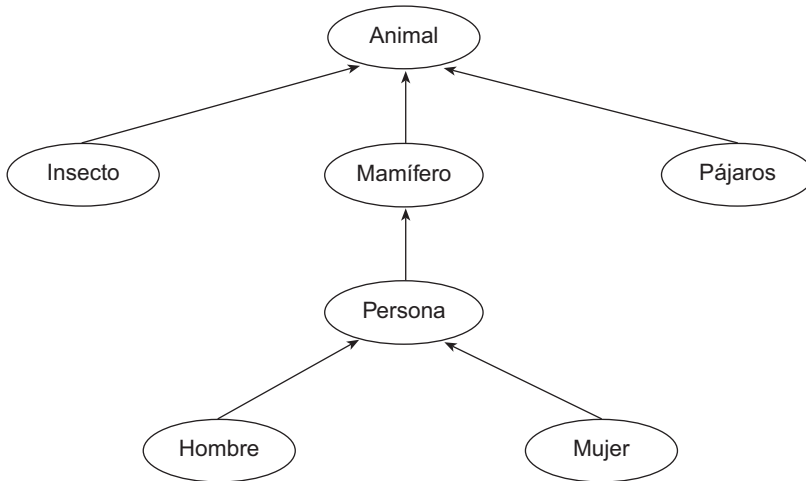 Animal
Insecto
Mamífero
Pájaros
Persona
Hombre
Mujer